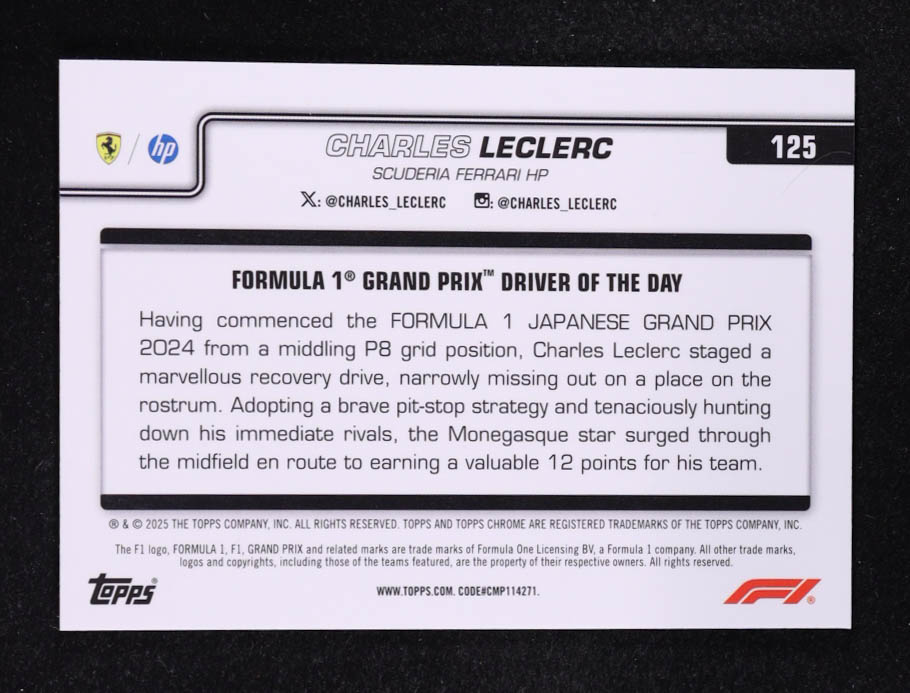 hp
CHARLES LECLERC
125
SCUDERIA FERRARI HP
X: @CHARLES_LECLERC : @CHARLES_LECLERC
FORMULA 1® GRAND PRIX™ DRIVER OF THE DAY
Having commenced the FORMULA 1 JAPANESE GRAND PRIX
2024 from a middling P8 grid position, Charles Leclerc staged a
marvellous recovery drive, narrowly missing out on a place on the
rostrum. Adopting a brave pit-stop strategy and tenaciously hunting
down his immediate rivals, the Monegasque star surged through
the midfield en route to earning a valuable 12 points for his team.
® & © 2025 THE TOPPS COMPANY, INC. ALL RIGHTS RESERVED. TOPPS AND TOPPS CHROME ARE REGISTERED TRADEMARKS OF THE TOPPS COMPANY, INC.
The F1 logo, FORMULA 1, F1, GRAND PRIX and related marks are trade marks of Formula One Licensing BV, a Formula 1 company. All other trade marks,
logos and copyrights, including those of the teams featured, are the property of their respective owners. All rights reserved.
Topps®
WWW.TOPPS.COM. CODE#CMP114271.
F1®